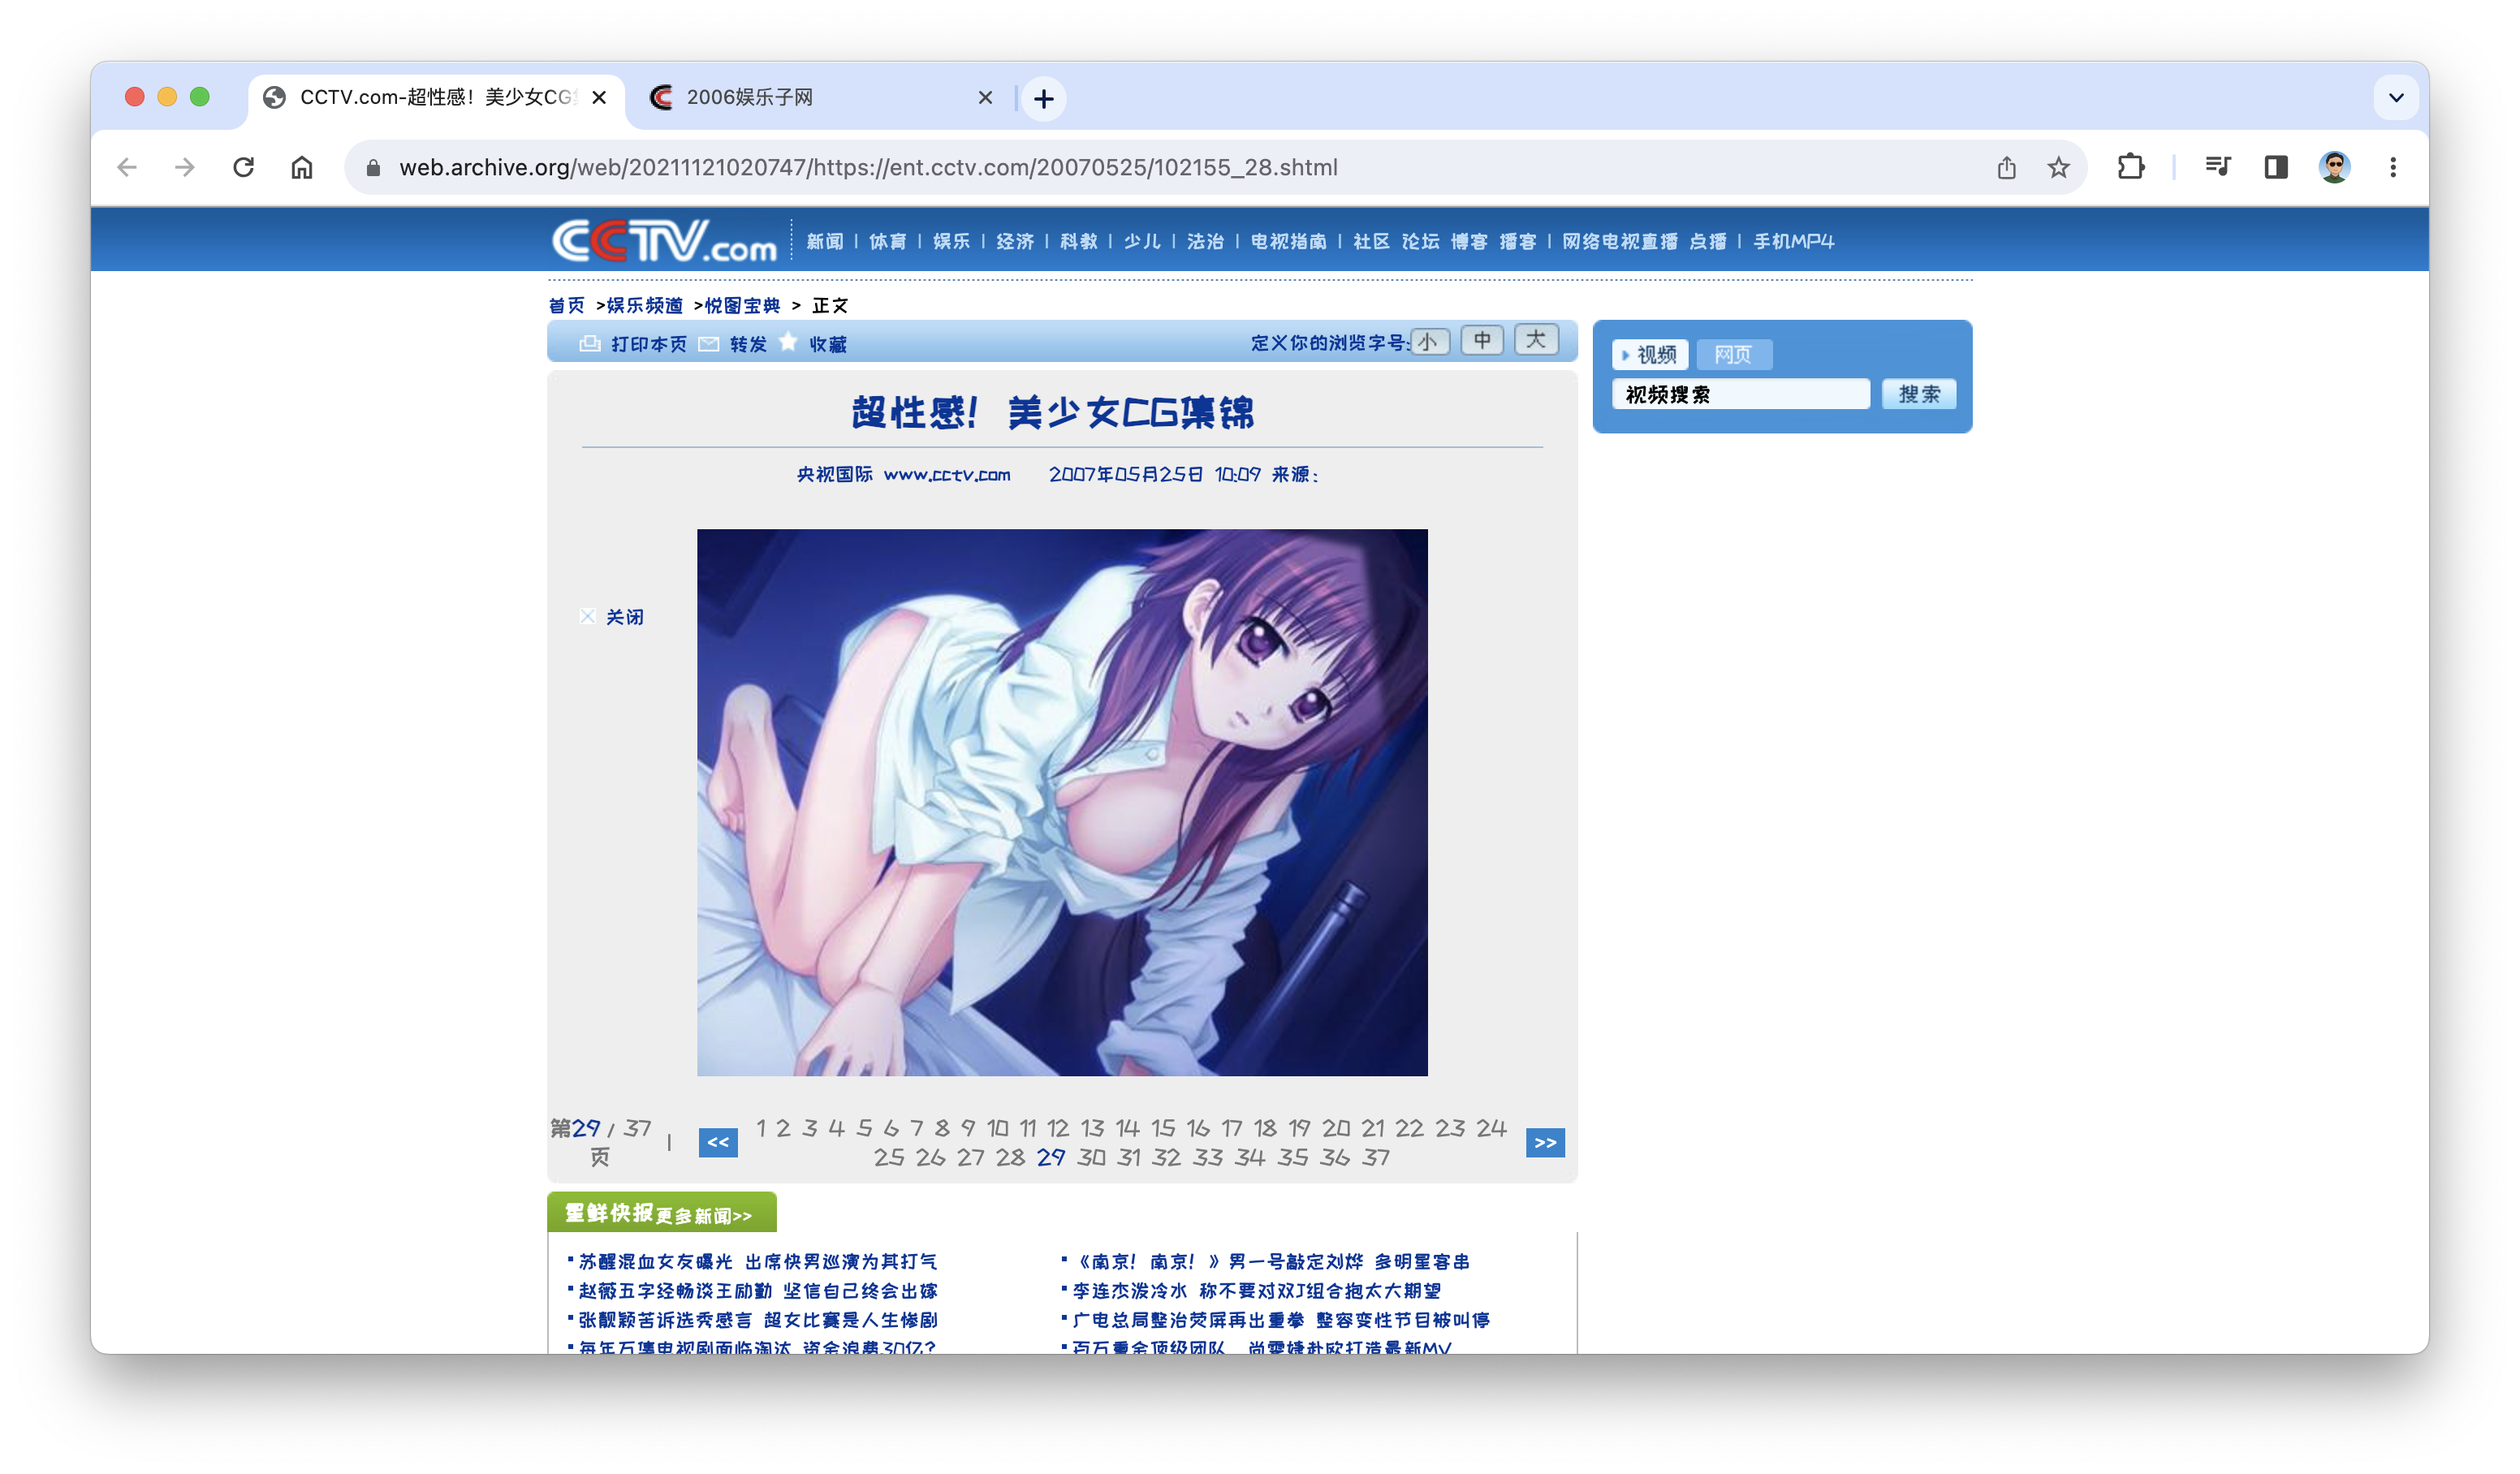 CCTV.com-超性感！美少女CG
2006娱乐子网
web.archive.org/web/20211121020747/https://ent.cctv.com/20070525/102155_28.shtml
CCTV.com 新闻 | 体育 | 娱乐 | 经济 | 科教 | 少儿 | 法治 | 电视指南 | 社区 论坛 博客 播客 | 网络电视直播 点播 | 手机MP4
首页 >娱乐频道 >悦图宝典 > 正文
打印本页 转发 收藏 定义你的浏览字号: 小 中 大
视频 网页
视频搜索 搜索
超性感！美少女CG集锦
央视国际 www.cctv.com 2007年05月25日 10:09 来源：
关闭
第29 / 37页 | << 1 2 3 4 5 6 7 8 9 10 11 12 13 14 15 16 17 18 19 20 21 22 23 24 >>
25 26 27 28 29 30 31 32 33 34 35 36 37
星鲜快报 更多新闻>>
苏醒混血女友曝光 出席快男巡演为其打气
《南京！南京！》男一号敲定刘烨 多明星客串
赵薇五字经畅谈王励勤 坚信自己终会出嫁
李连杰泼冷水 称不要对双J组合抱太大期望
张靓颖苦诉选秀感言 超女比赛是人生惨剧
广电总局整治荧屏再出重拳 整容变性节目被叫停
每年万集电视剧面临淘汰 资金浪费30亿？
百万重金顶级团队 尚雯婕赴欧打造最新MV